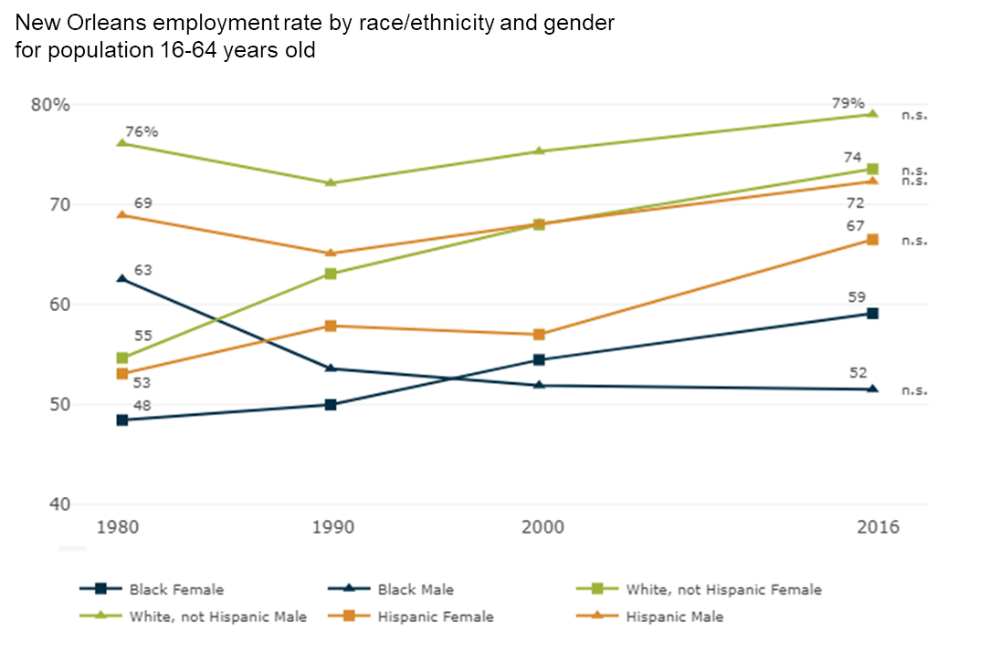 New Orleans employment rate by race/ethnicity and gender
for population 16-64 years old
80%
76%
79%
n.s.
74
n.s.
n.s.
70
69
72
67
n.s.
63
60
59
55
53
52
n.s.
50
48
40
1980 1990 2000 2016
Black Female Black Male White, not Hispanic Female
White, not Hispanic Male Hispanic Female Hispanic Male